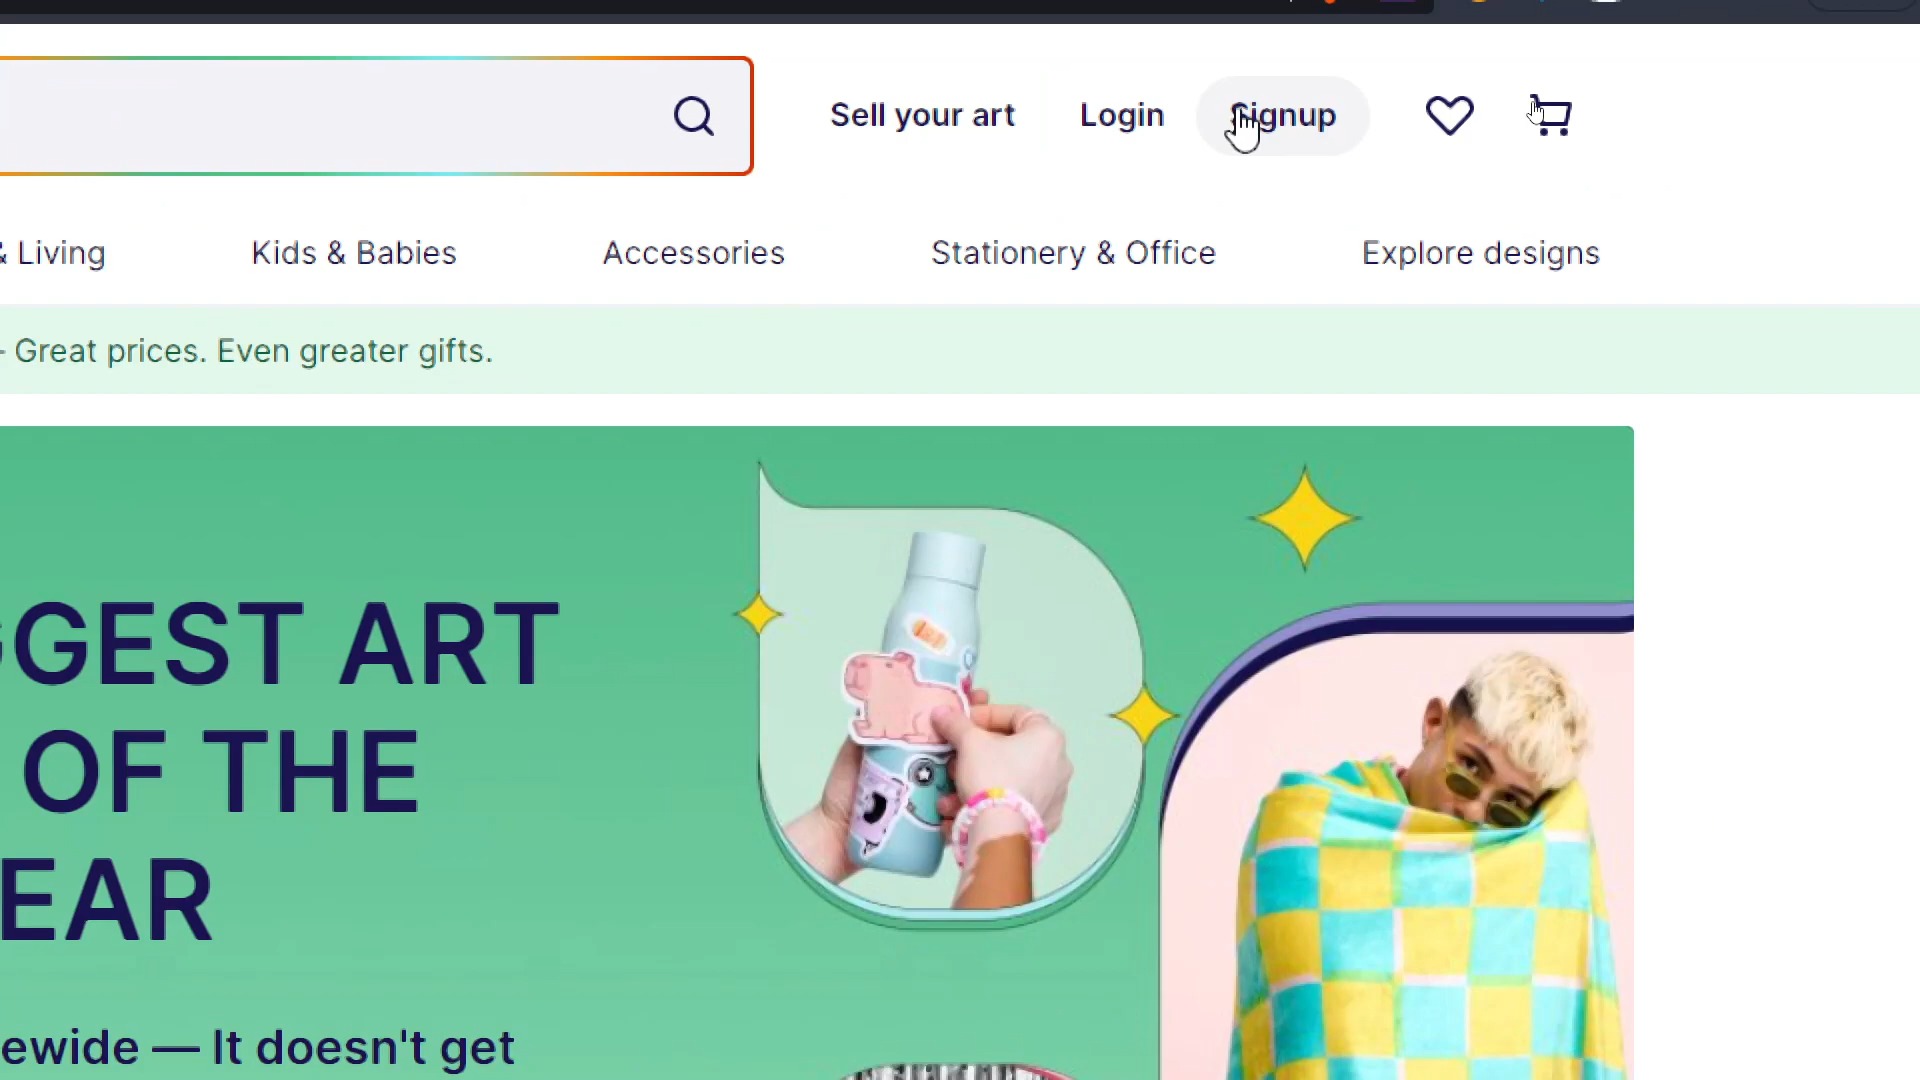 Sell your art Login Signup
& Living Kids & Babies Accessories Stationery & Office Explore designs
- Great prices. Even greater gifts.
GGEST ART
OF THE
EAR
ewide — It doesn't get